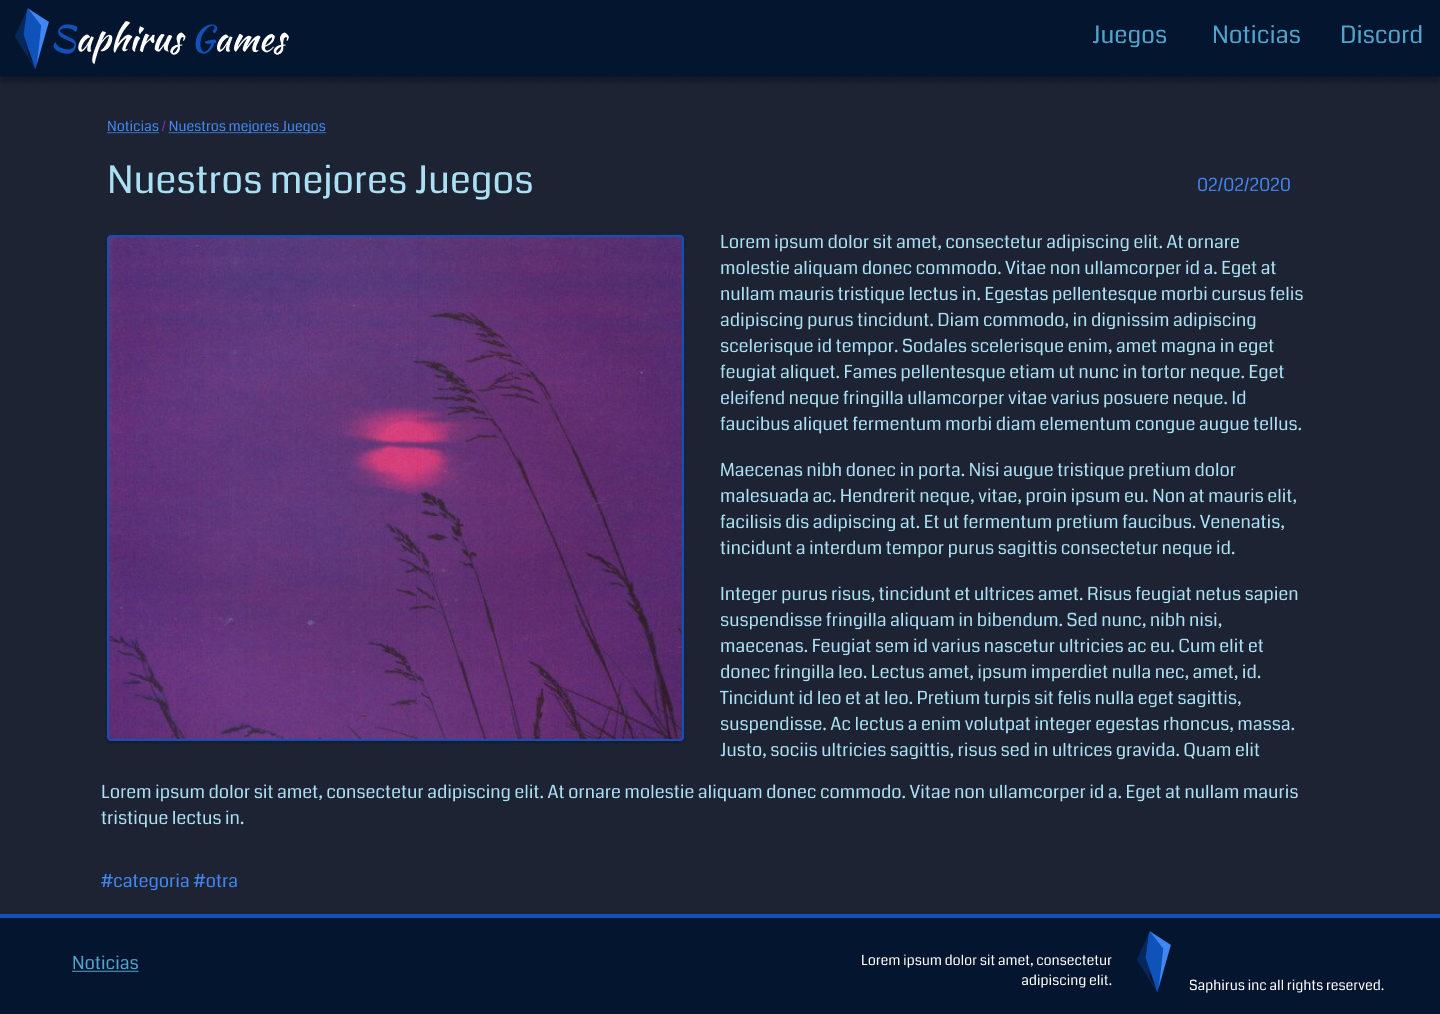 Saphirus Games
Juegos Noticias Discord
Noticias / Nuestros mejores Juegos
Nuestros mejores Juegos
02/02/2020
Lorem ipsum dolor sit amet, consectetur adipiscing elit. At ornare
molestie aliquam donec commodo. Vitae non ullamcorper id a. Eget at
nullam mauris tristique lectus in. Egestas pellentesque morbi cursus felis
adipiscing purus tincidunt. Diam commodo, in dignissim adipiscing
scelerisque id tempor. Sodales scelerisque enim, amet magna in eget
feugiat aliquet. Fames pellentesque etiam ut nunc in tortor neque. Eget
eleifend neque fringilla ullamcorper vitae varius posuere neque. Id
faucibus aliquet fermentum morbi diam elementum congue augue tellus.
Maecenas nibh donec in porta. Nisi augue tristique pretium dolor
malesuada ac. Hendrerit neque, vitae, proin ipsum eu. Non at mauris elit,
facilisis dis adipiscing at. Et ut fermentum pretium faucibus. Venenatis,
tincidunt a interdum tempor purus sagittis consectetur neque id.
Integer purus risus, tincidunt et ultrices amet. Risus feugiat netus sapien
suspendisse fringilla aliquam in bibendum. Sed nunc, nibh nisi,
maecenas. Feugiat sem id varius nascetur ultricies ac eu. Cum elit et
donec fringilla leo. Lectus amet, ipsum imperdiet nulla nec, amet, id.
Tincidunt id leo et at leo. Pretium turpis sit felis nulla eget sagittis,
suspendisse. Ac lectus a enim volutpat integer egestas rhoncus, massa.
Justo, sociis ultricies sagittis, risus sed in ultrices gravida. Quam elit
Lorem ipsum dolor sit amet, consectetur adipiscing elit. At ornare molestie aliquam donec commodo. Vitae non ullamcorper id a. Eget at nullam mauris
tristique lectus in.
#categoria #otra
Noticias
Lorem ipsum dolor sit amet, consectetur
adipiscing elit.
Saphirus inc all rights reserved.